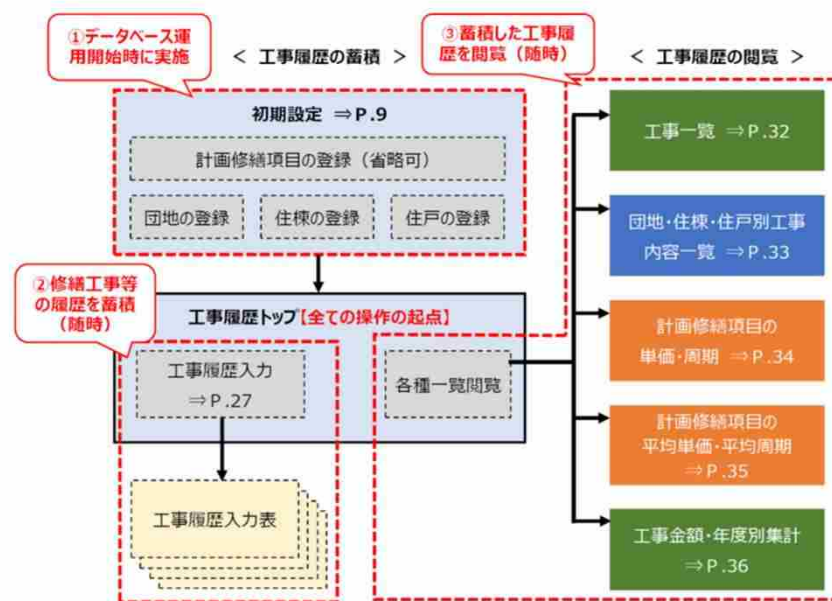 ①データベース運
用開始時に実施
< 工事履歴の蓄積 >
③蓄積した工事履
歴を閲覧（随時）
< 工事履歴の閲覧 >
初期設定 ⇒P.9
計画修繕項目の登録（省略可）
団地の登録
住棟の登録
住戸の登録
②修繕工事等
の履歴を蓄積
（随時）
工事履歴トップ【全ての操作の起点】
工事履歴入力
⇒P.27
各種一覧閲覧
工事履歴入力表
工事一覧 ⇒P.32
団地・住棟・住戸別工事
内容一覧 ⇒P.33
計画修繕項目の
単価・周期 ⇒P.34
計画修繕項目の
平均単価・平均周期
⇒P.35
工事金額・年度別集計
⇒P.36